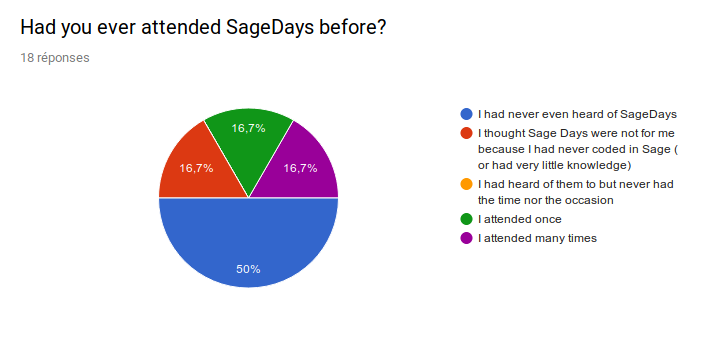 Had you ever attended SageDays before?
18 réponses
16,7%
16,7%
16,7%
50%
I had never even heard of SageDays
I thought Sage Days were not for me
because I had never coded in Sage (
or had very little knowledge)
I had heard of them to but never had
the time nor the occasion
I attended once
I attended many times